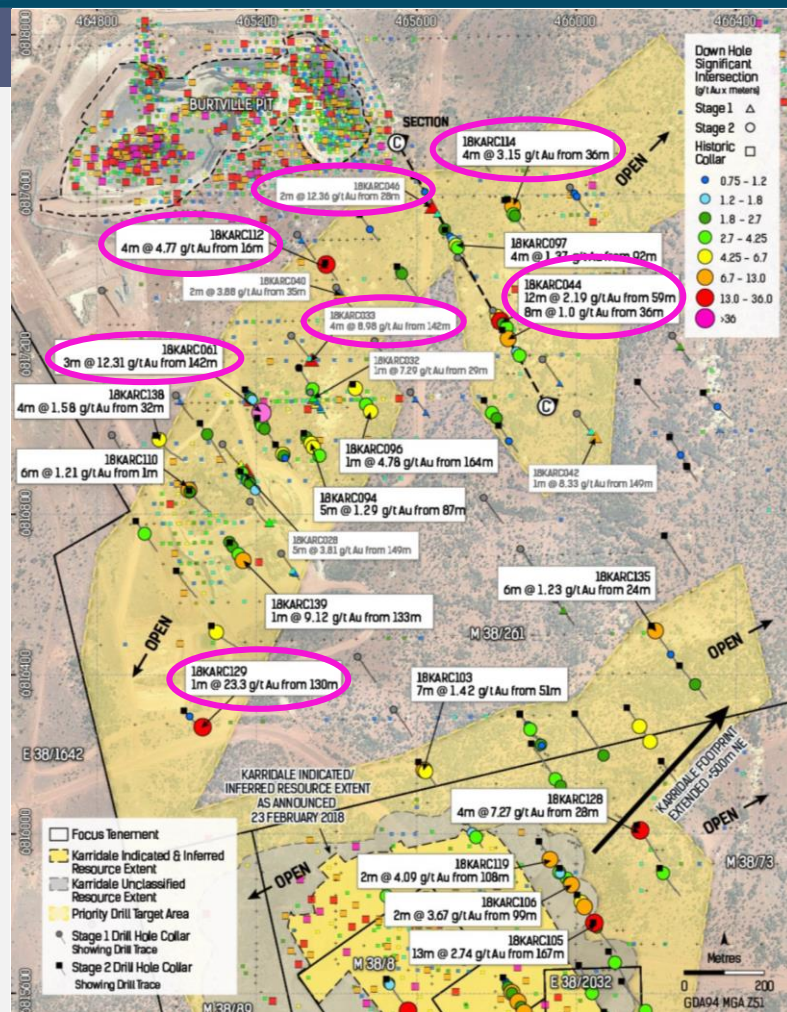 464800
465200
465600
466000
466400
6818000
Down Hole
Significant
Intersection
(g/t Au x meters)
Stage 1
Stage 2
Historic
Collar
0.75 - 1.2
1.2 - 1.8
1.8 - 2.7
2.7 - 4.25
4.25 - 6.7
6.7 - 13.0
13.0 - 36.0
>36
BURTVILLE PIT
SECTION
C
18KARC114
4m @ 3.15 g/t Au from 36m
OPEN
6817600
18KARC046
2m @ 12.36 g/t Au from 28m
18KARC112
4m @ 4.77 g/t Au from 16m
18KARC097
4m @ 1.37 g/t Au from 92m
18KARC040
2m @ 3.88 g/t Au from 35m
18KARC044
12m @ 2.19 g/t Au from 59m
8m @ 1.0 g/t Au from 36m
18KARC033
4m @ 8.98 g/t Au from 142m
6817200
18KARC061
3m @ 12.31 g/t Au from 142m
18KARC032
1m @ 7.29 g/t Au from 29m
18KARC138
4m @ 1.58 g/t Au from 32m
C
18KARC096
1m @ 4.78 g/t Au from 164m
18KARC110
6m @ 1.21 g/t Au from 1m
18KARC042
1m @ 8.33 g/t Au from 149m
18KARC094
5m @ 1.29 g/t Au from 87m
6816800
18KARC028
5m @ 3.81 g/t Au from 149m
18KARC139
1m @ 9.12 g/t Au from 133m
18KARC135
6m @ 1.23 g/t Au from 24m
OPEN
M 38/261
OPEN
18KARC129
1m @ 23.3 g/t Au from 130m
18KARC103
7m @ 1.42 g/t Au from 51m
6816400
E 38/1642
KARRIDALE INDICATED/
INFERRED RESOURCE EXTENT
AS ANNOUNCED
23 FEBRUARY 2018
KARRIDALE FOOTPRINT
EXTENDED +500m NE
18KARC128
4m @ 7.27 g/t Au from 28m
OPEN
6816000
Focus Tenement
Karridale Indicated & Inferred
Resource Extent
Karridale Unclassified
Resource Extent
Priority Drill Target Area
Stage 1 Drill Hole Collar
Showing Drill Trace
Stage 2 Drill Hole Collar
Showing Drill Trace
OPEN
18KARC119
2m @ 4.09 g/t Au from 108m
M 38/73
18KARC106
2m @ 3.67 g/t Au from 99m
18KARC105
13m @ 2.74 g/t Au from 167m
M 38/8
E 38/2032
M 38/89
Metres
0 200
GDA94 MGA Z51